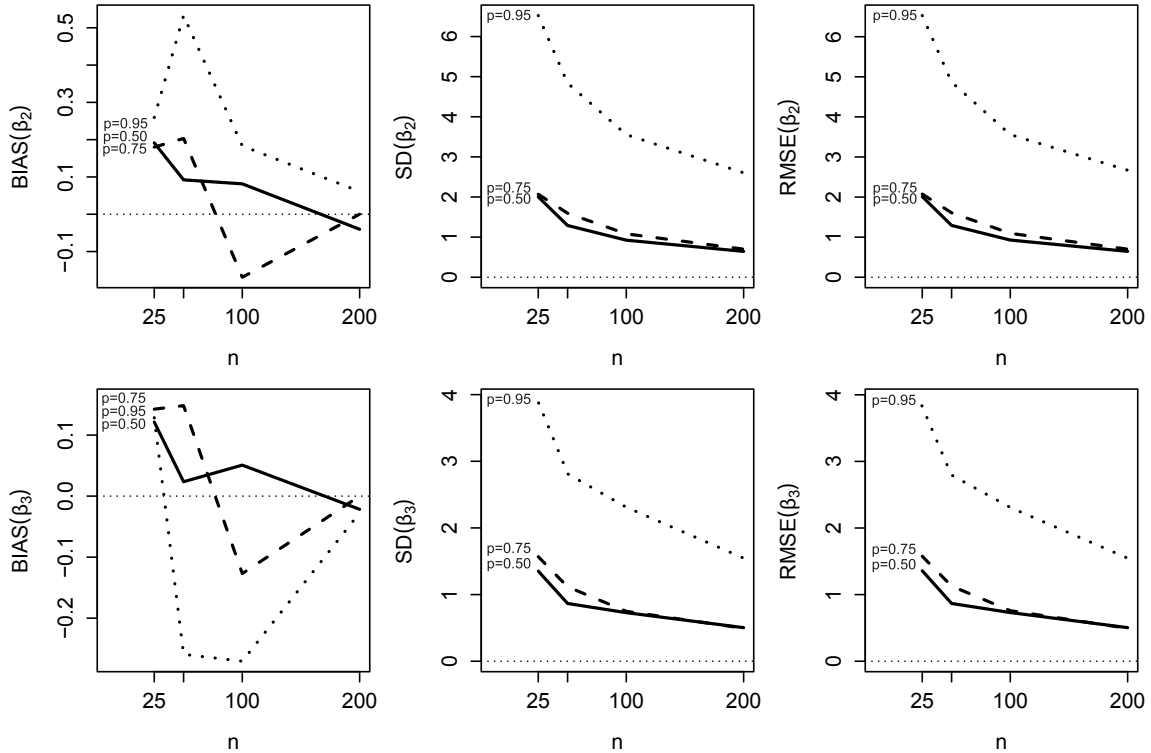 BIAS(β2)
0.5
0.3
0.1
−0.1
p=0.95
p=0.50
p=0.75
25
100
200
n
SD(β2)
6
5
4
3
2
1
0
p=0.95
p=0.75
p=0.50
25
100
200
n
RMSE(β2)
6
5
4
3
2
1
0
p=0.95
p=0.75
p=0.50
25
100
200
n
BIAS(β3)
0.1
0.0
−0.1
−0.2
p=0.75
p=0.95
p=0.50
25
100
200
n
SD(β3)
4
3
2
1
0
p=0.95
p=0.75
p=0.50
25
100
200
n
RMSE(β3)
4
3
2
1
0
p=0.95
p=0.75
p=0.50
25
100
200
n